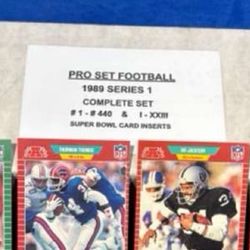 PRO SET FOOTBALL
1989 SERIES 1
COMPLETE SET
# 1 - # 440 & I - XXIII
SUPER BOWL CARD INSERTS
THURMAN THOMAS
BO JACKSON